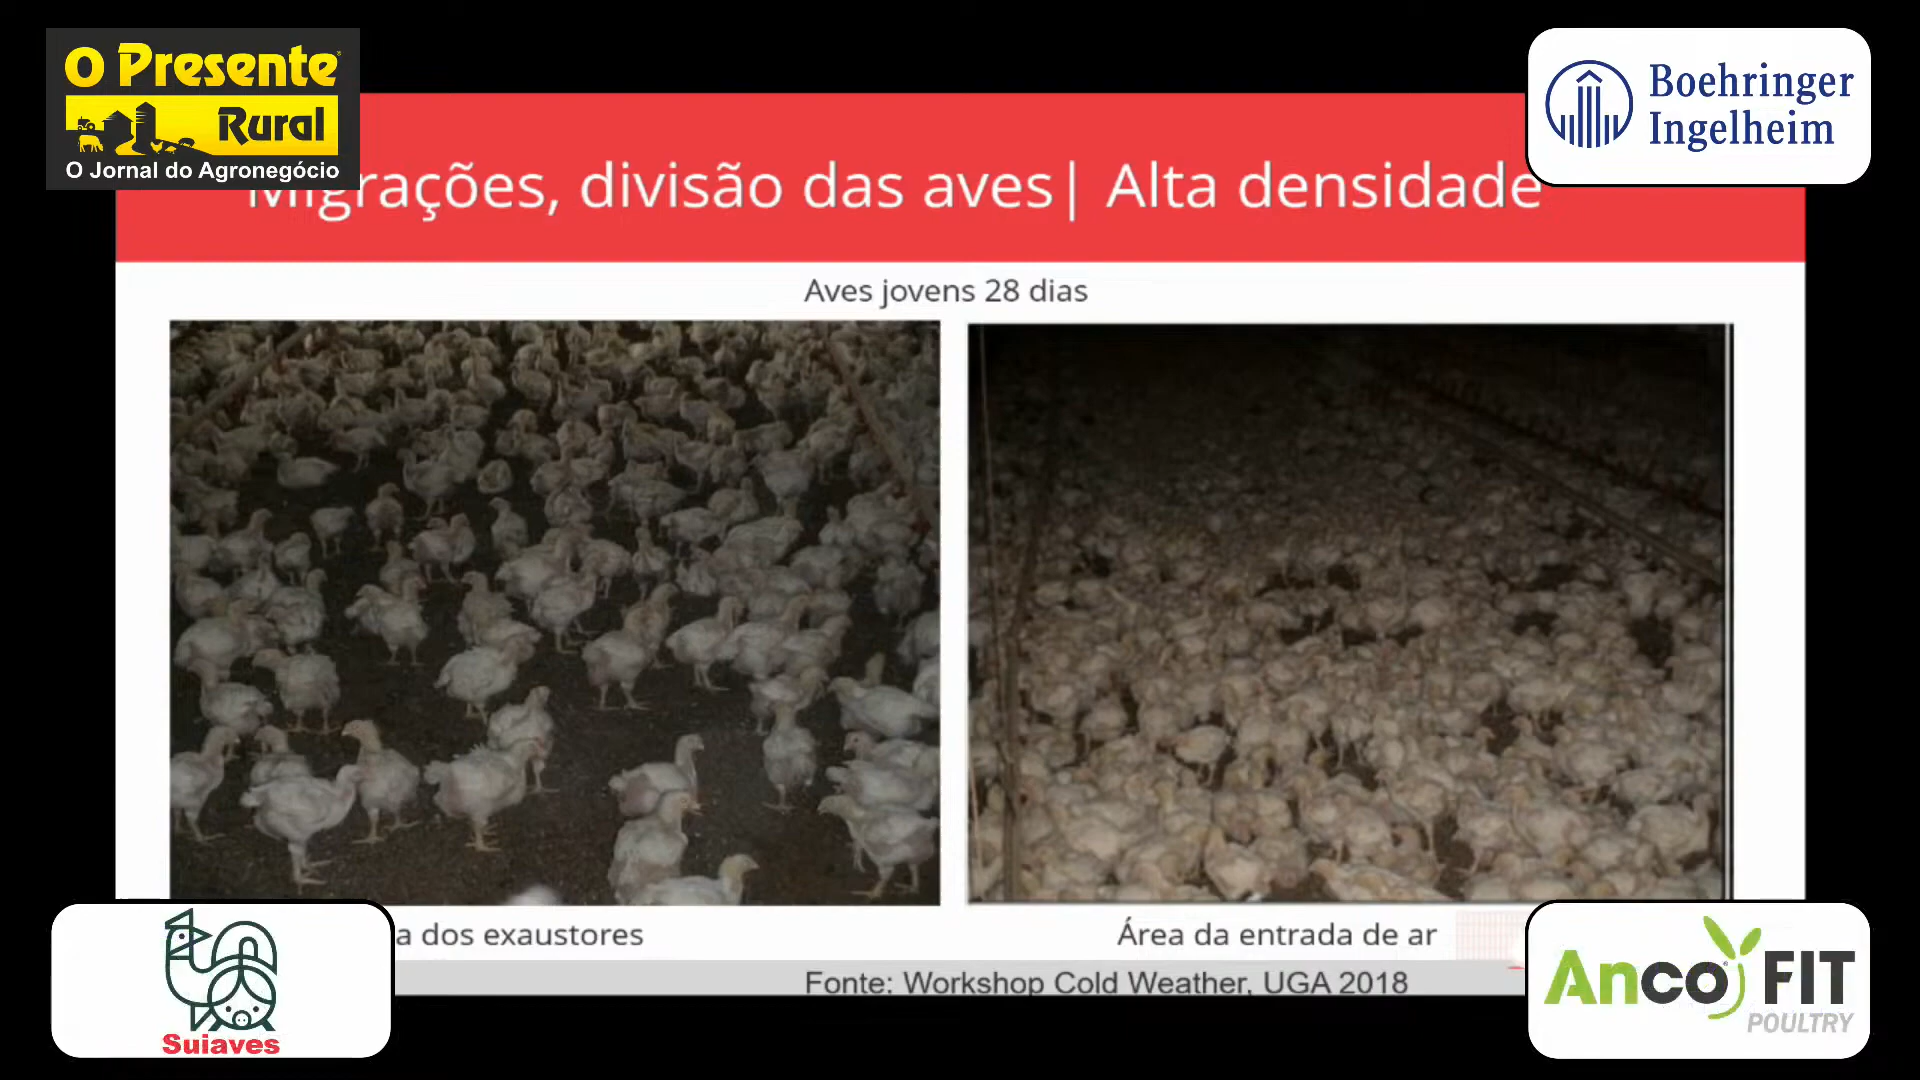 O Presente
Rural
O Jornal do Agronegócio
Boehringer
Ingelheim
Migrações, divisão das aves| Alta densidade
Aves jovens 28 dias
a dos exaustores
Área da entrada de ar
Fonte: Workshop Cold Weather, UGA 2018
Suiaves
Anco FIT
POULTRY